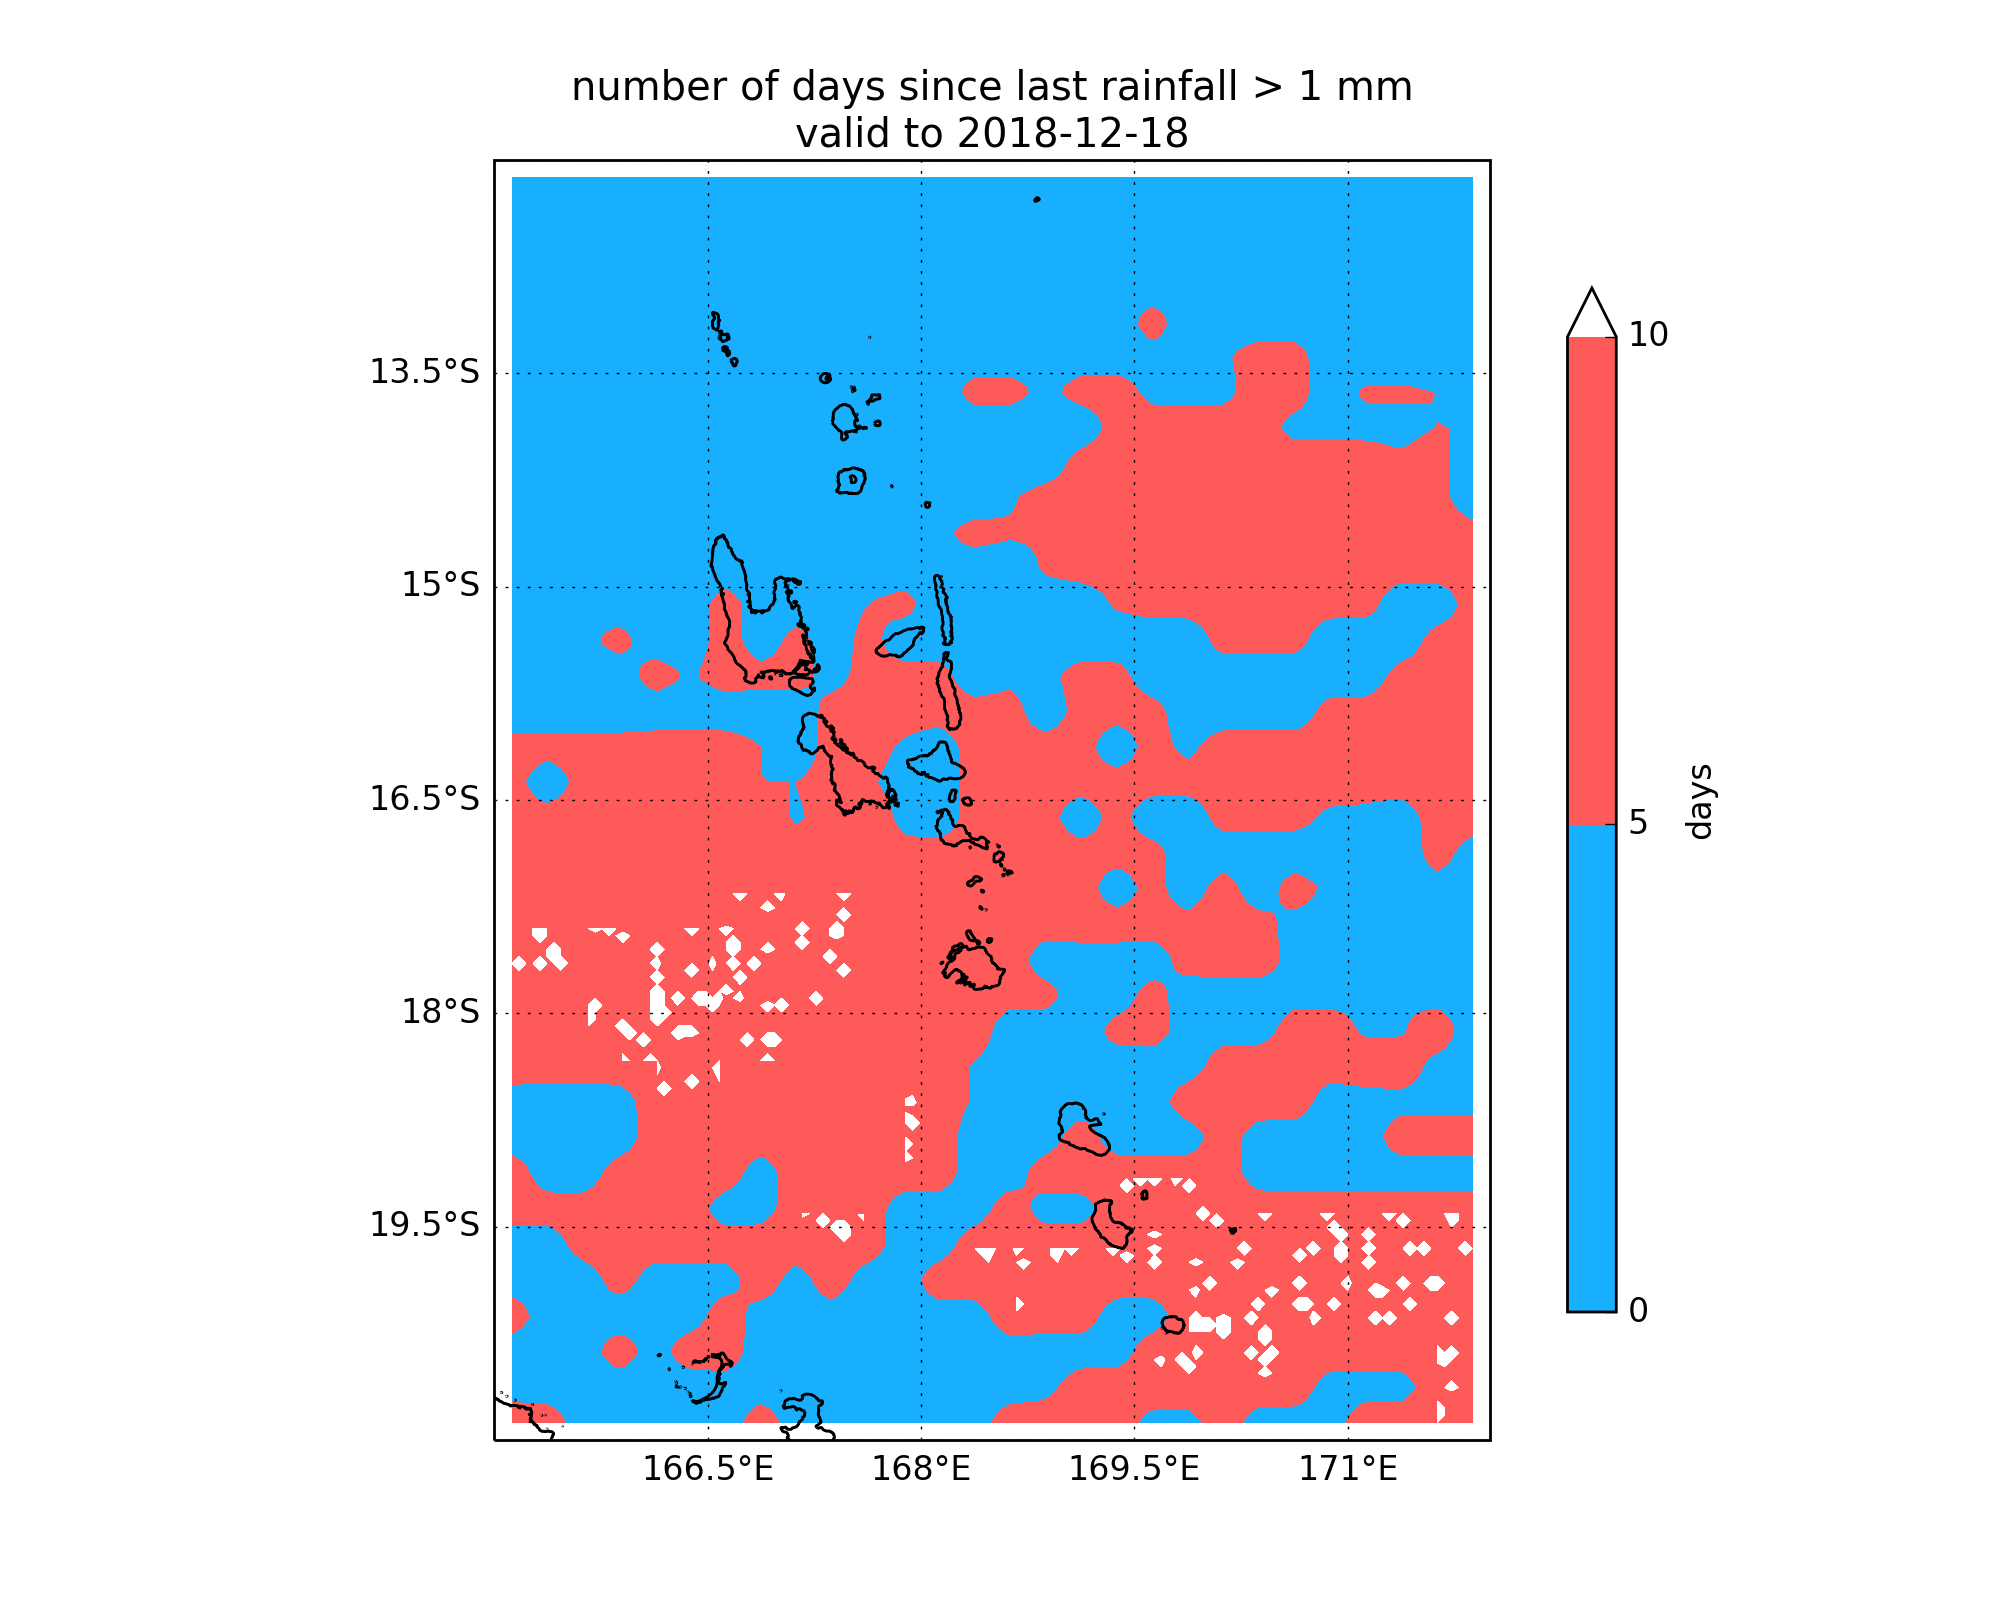 number of days since last rainfall > 1 mm
valid to 2018-12-18
13.5°S
15°S
16.5°S
18°S
19.5°S
166.5°E
168°E
169.5°E
171°E
10
5
0
days